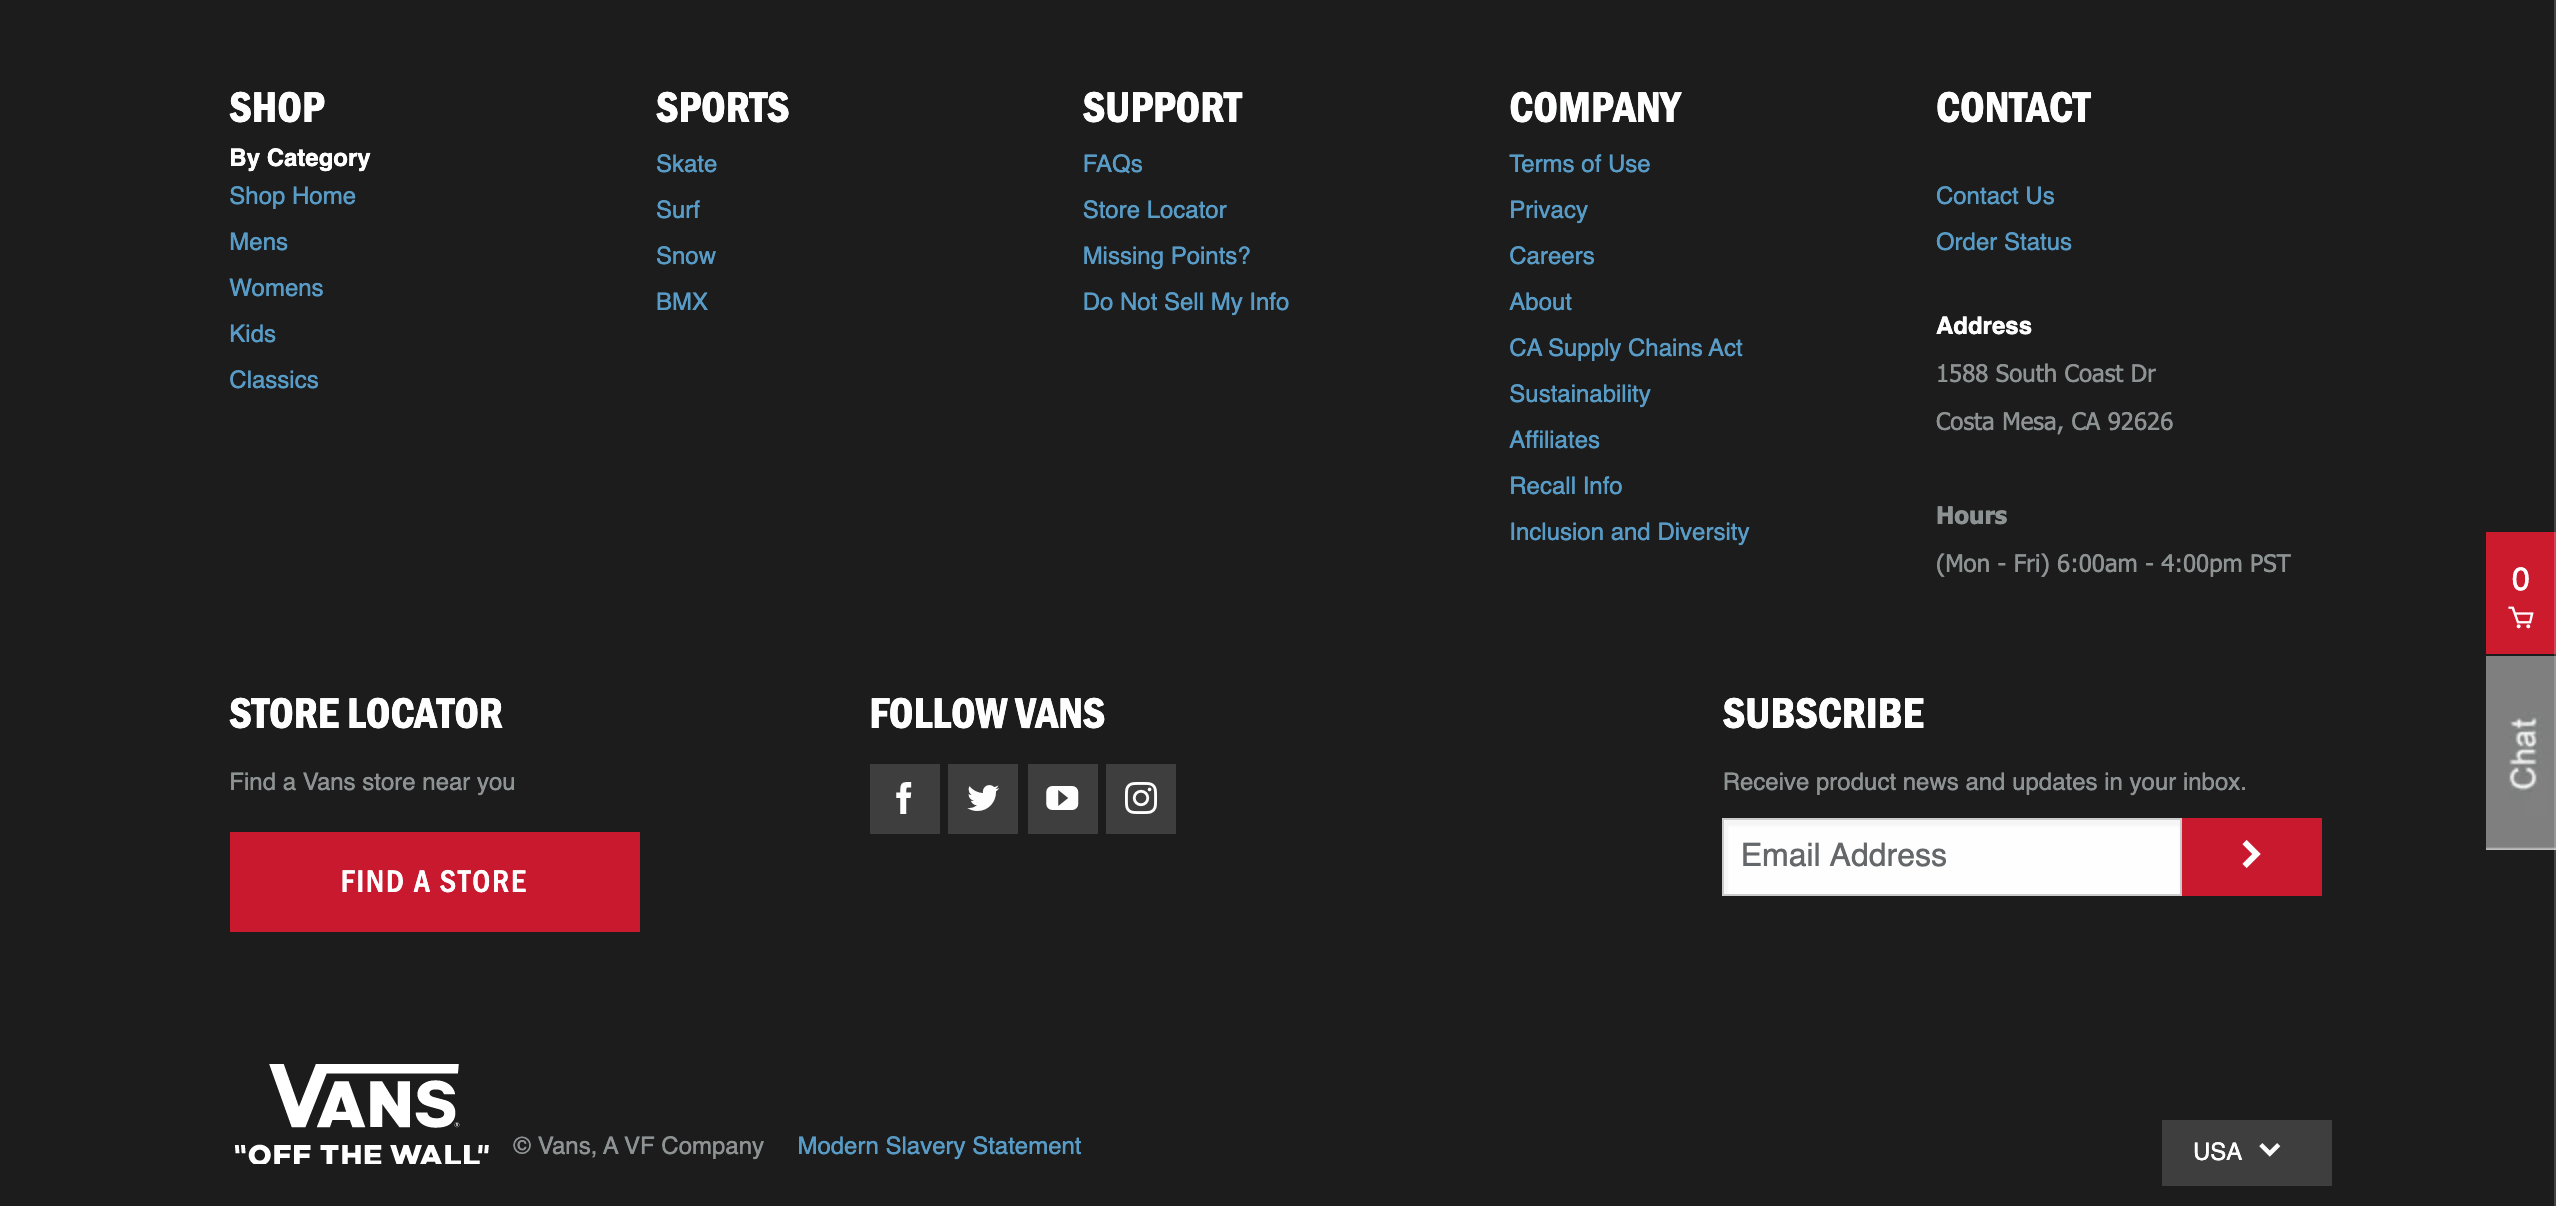 SHOP
By Category
Shop Home
Mens
Womens
Kids
Classics
SPORTS
Skate
Surf
Snow
BMX
SUPPORT
FAQs
Store Locator
Missing Points?
Do Not Sell My Info
COMPANY
Terms of Use
Privacy
Careers
About
CA Supply Chains Act
Sustainability
Affiliates
Recall Info
Inclusion and Diversity
CONTACT
Contact Us
Order Status
Address
1588 South Coast Dr
Costa Mesa, CA 92626
Hours
(Mon - Fri) 6:00am - 4:00pm PST
0
Chat
STORE LOCATOR
Find a Vans store near you
FIND A STORE
FOLLOW VANS
SUBSCRIBE
Receive product news and updates in your inbox.
Email Address
VANS
"OFF THE WALL"
© Vans, A VF Company
Modern Slavery Statement
USA